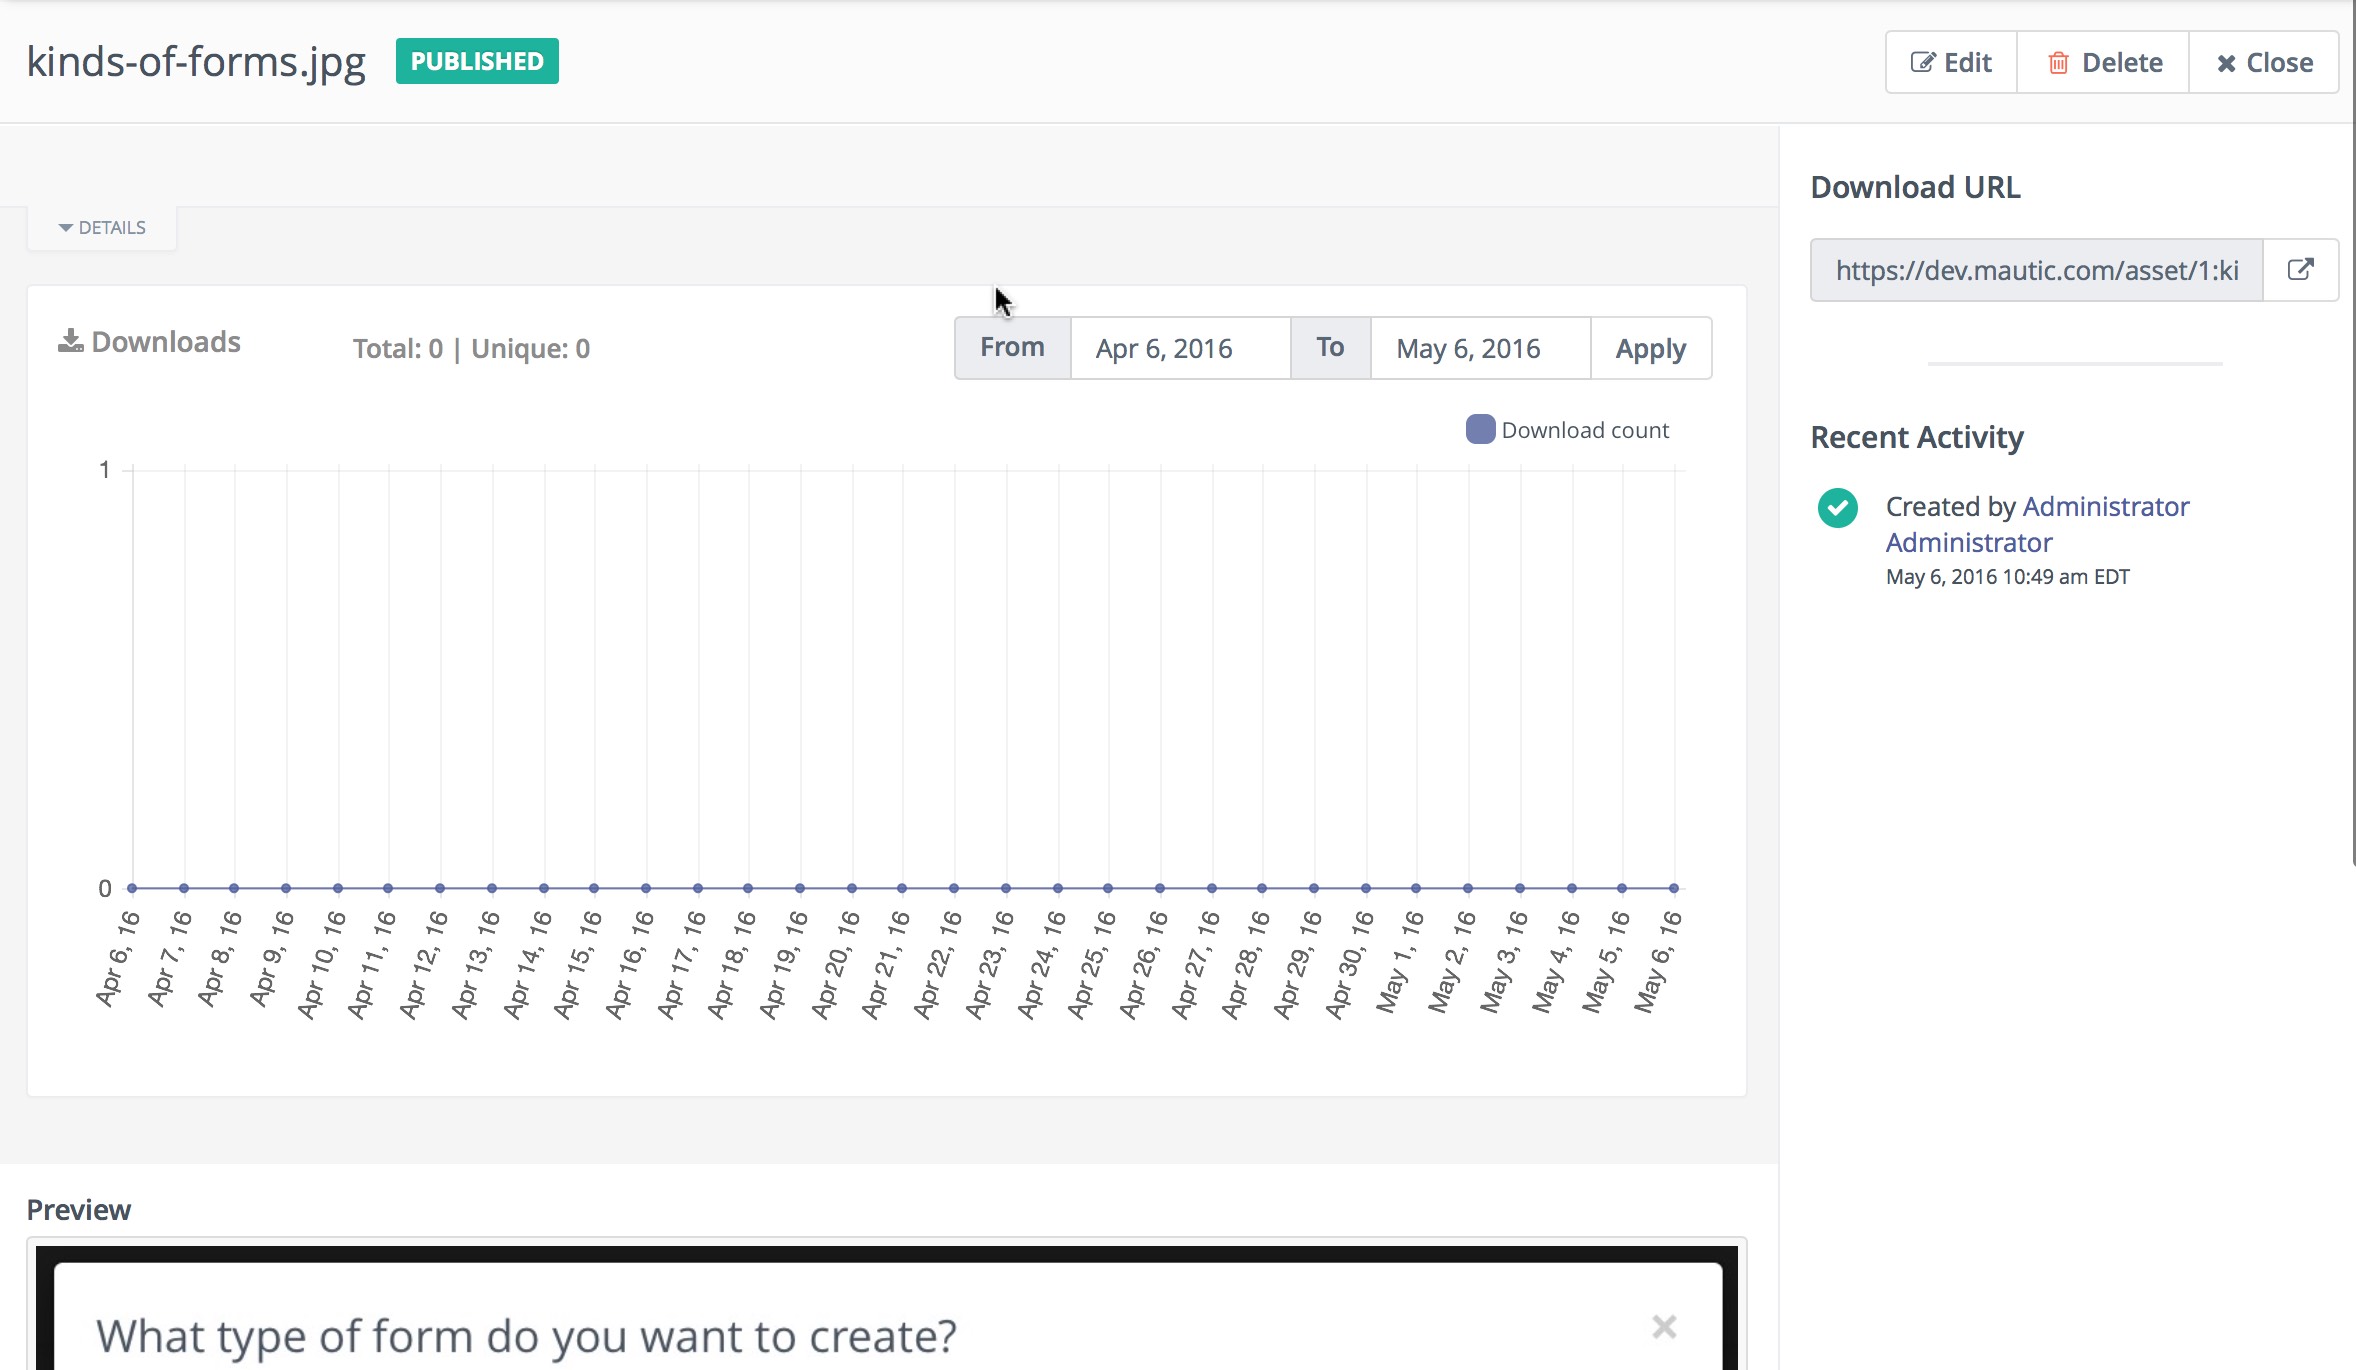 kinds-of-forms.jpg PUBLISHED
Edit Delete Close
DETAILS
Downloads Total: 0 | Unique: 0 From Apr 6, 2016 To May 6, 2016 Apply
Download count
1
0
Apr 6, 16
Apr 7, 16
Apr 8, 16
Apr 9, 16
Apr 10, 16
Apr 11, 16
Apr 12, 16
Apr 13, 16
Apr 14, 16
Apr 15, 16
Apr 16, 16
Apr 17, 16
Apr 18, 16
Apr 19, 16
Apr 20, 16
Apr 21, 16
Apr 22, 16
Apr 23, 16
Apr 24, 16
Apr 25, 16
Apr 26, 16
Apr 27, 16
Apr 28, 16
Apr 29, 16
Apr 30, 16
May 1, 16
May 2, 16
May 3, 16
May 4, 16
May 5, 16
May 6, 16
Preview
What type of form do you want to create?
Download URL
https://dev.mautic.com/asset/1:ki
Recent Activity
Created by Administrator
Administrator
May 6, 2016 10:49 am EDT